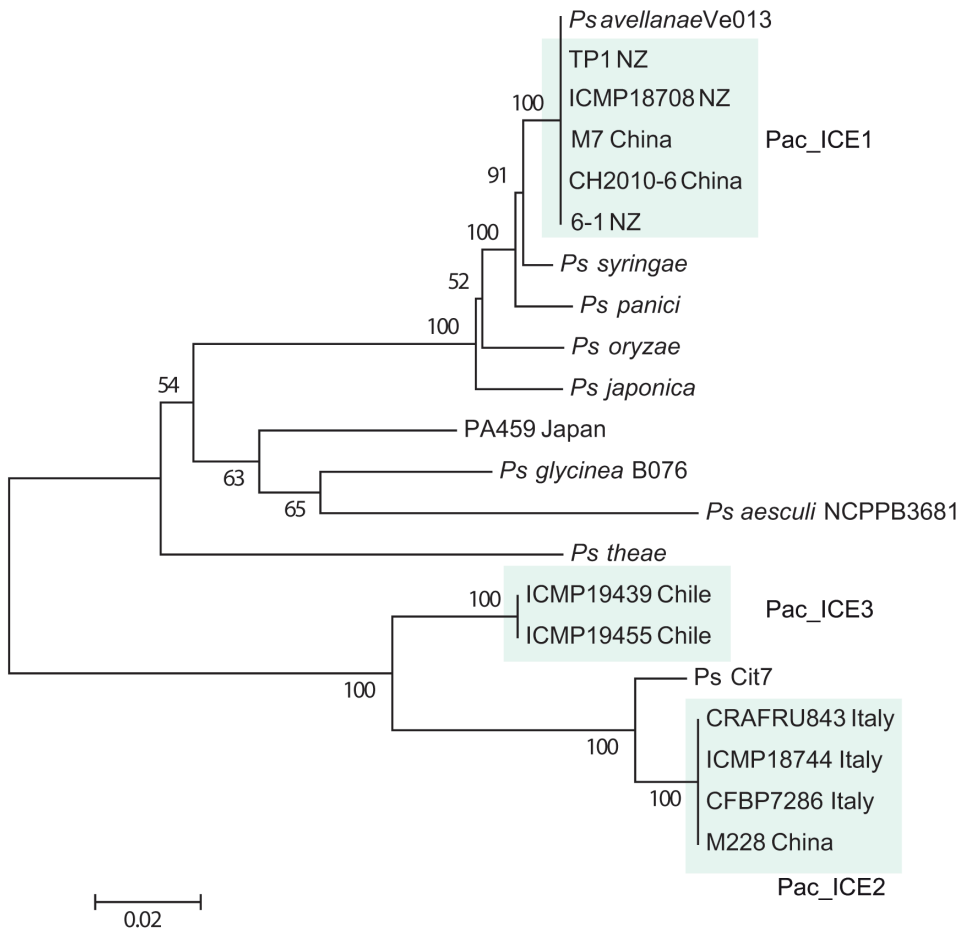 Ps avellanae Ve013
TP1 NZ
100
ICMP18708 NZ
M7 China
Pac_ICE1
91
CH2010-6 China
6-1 NZ
100
Ps syringae
52
Ps panici
100
Ps oryzae
54
Ps japonica
PA459 Japan
63
Ps glycinea B076
65
Ps aesculi NCPPB3681
Ps theae
100
ICMP19439 Chile
Pac_ICE3
ICMP19455 Chile
100
Ps Cit7
CRAFRU843 Italy
100
ICMP18744 Italy
100
CFBP7286 Italy
M228 China
Pac_ICE2
0.02